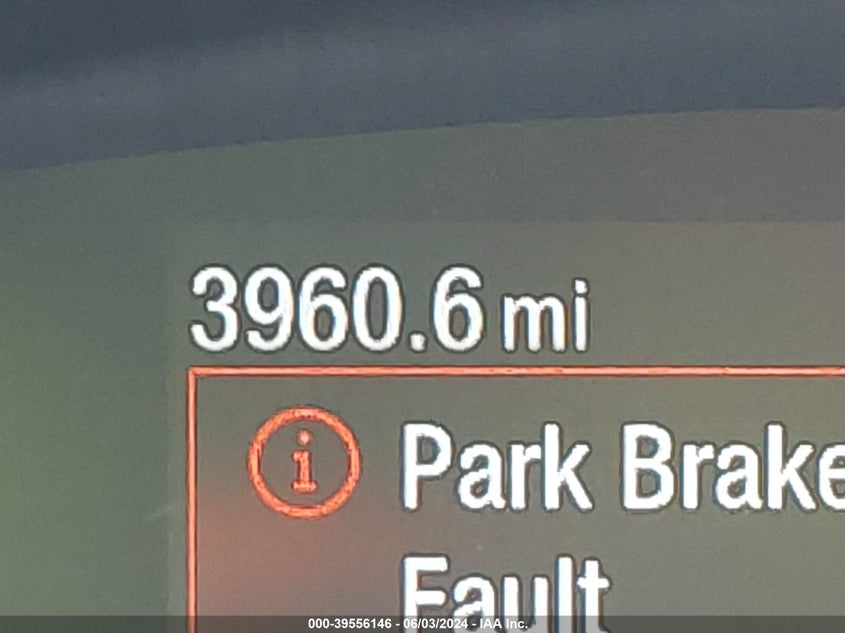 3960.6 mi
i Park Brake
Fault
000-39556146 - 06/03/2024 - IAA Inc.